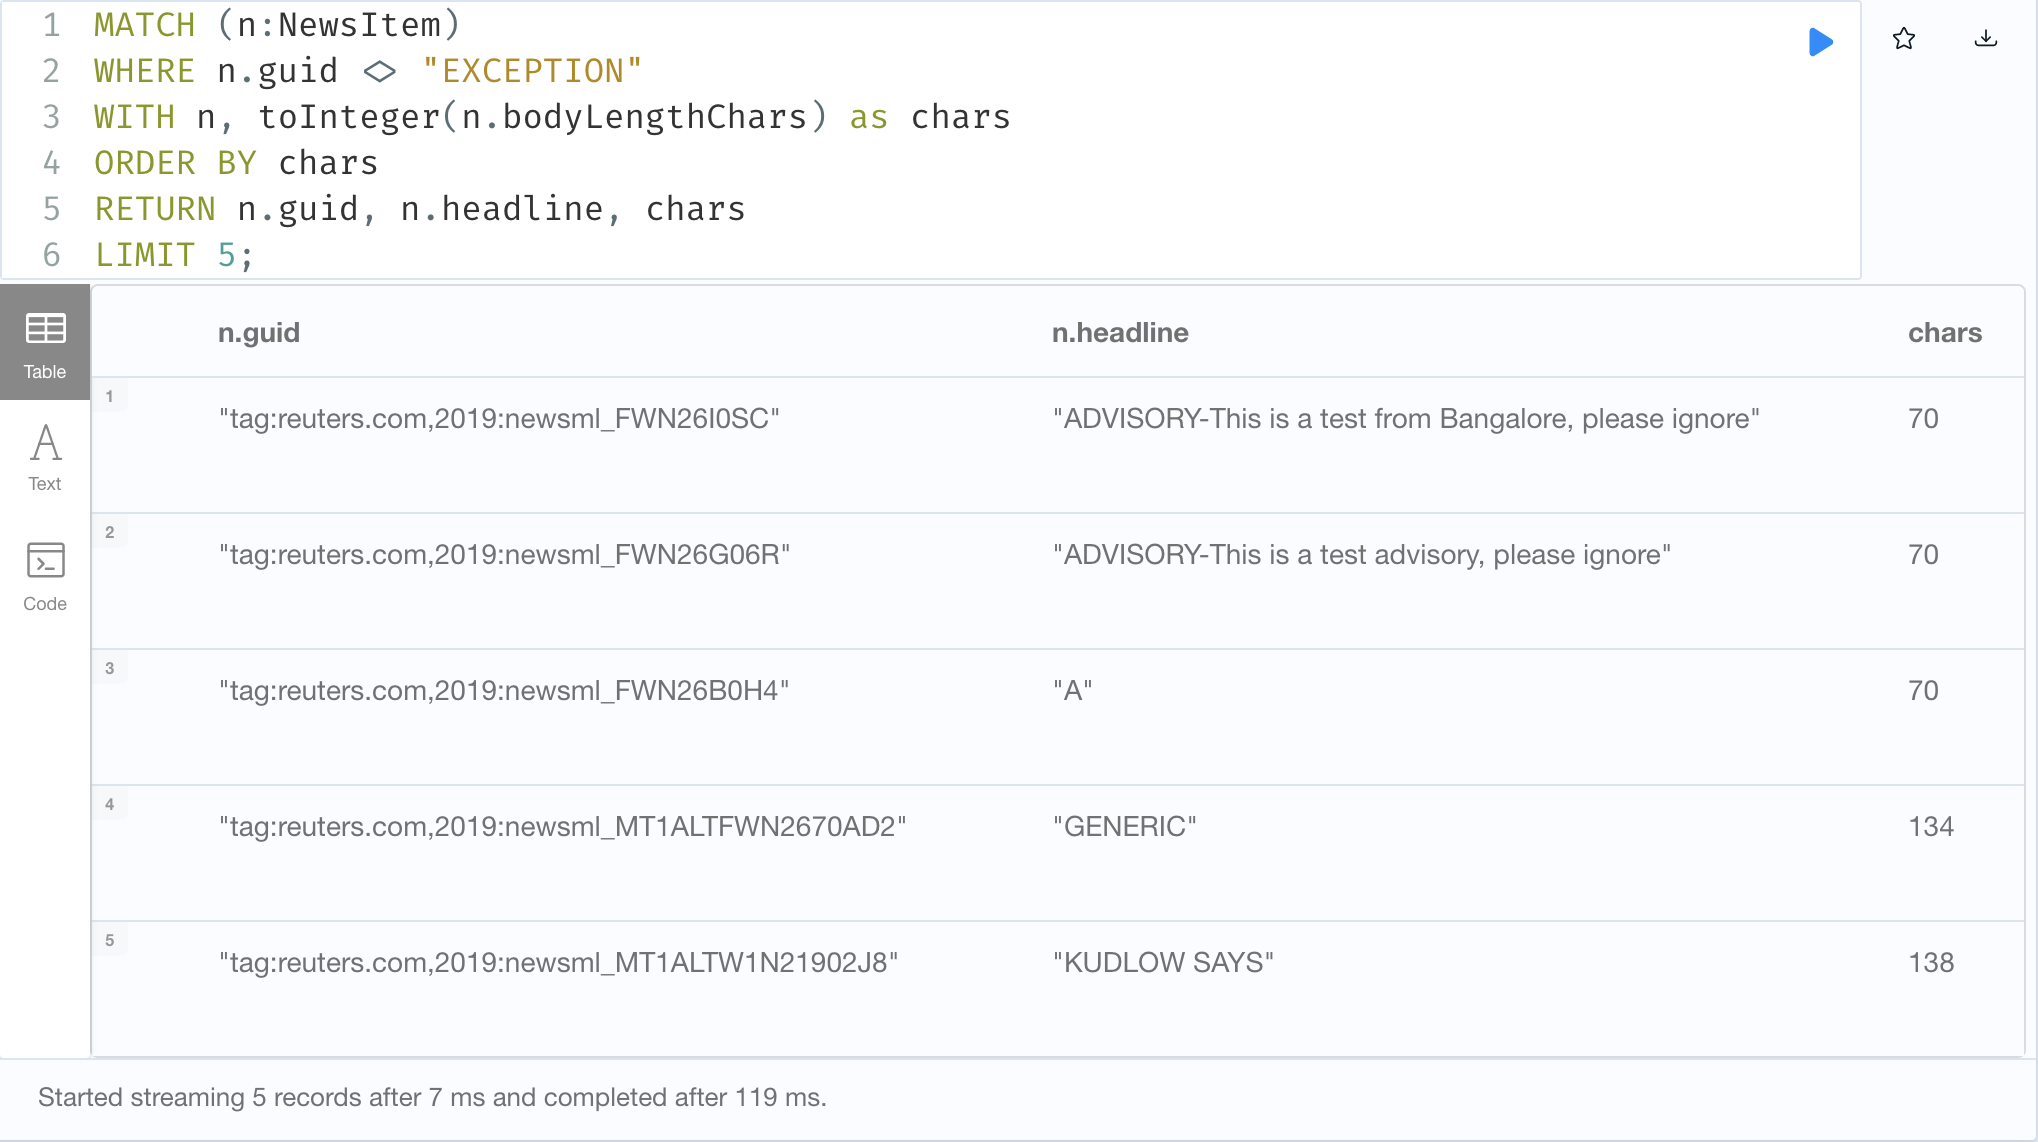 1 MATCH (n:NewsItem)
2 WHERE n.guid <> "EXCEPTION"
3 WITH n, toInteger(n.bodyLengthChars) as chars
4 ORDER BY chars
5 RETURN n.guid, n.headline, chars
6 LIMIT 5;
Table
Text
Code
n.guid n.headline chars
1 "tag:reuters.com,2019:newsml_FWN26I0SC" "ADVISORY-This is a test from Bangalore, please ignore" 70
2 "tag:reuters.com,2019:newsml_FWN26G06R" "ADVISORY-This is a test advisory, please ignore" 70
3 "tag:reuters.com,2019:newsml_FWN26B0H4" "A" 70
4 "tag:reuters.com,2019:newsml_MT1ALTFWN2670AD2" "GENERIC" 134
5 "tag:reuters.com,2019:newsml_MT1ALTW1N21902J8" "KUDLOW SAYS" 138
Started streaming 5 records after 7 ms and completed after 119 ms.